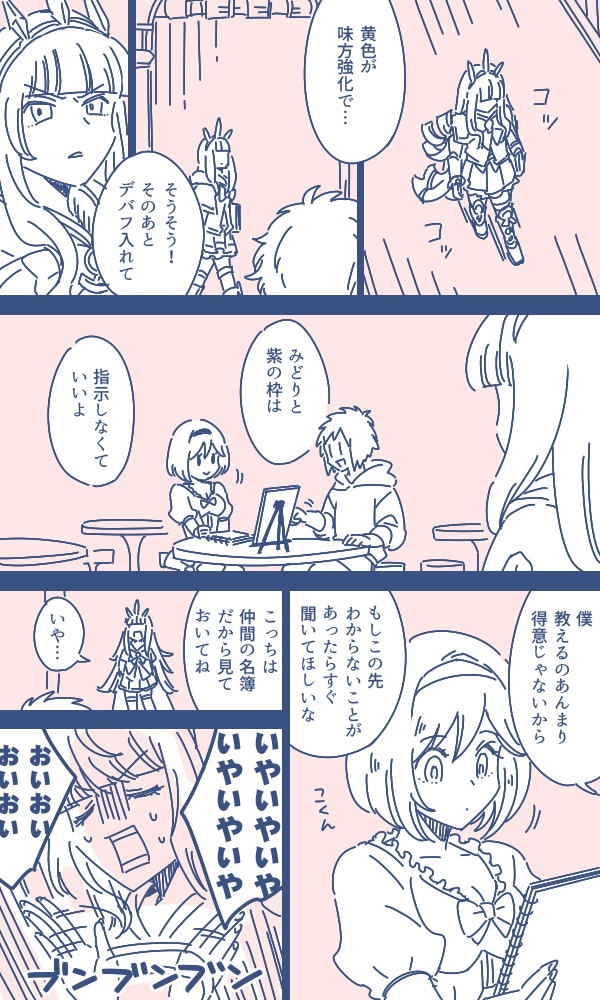 コ
ツ
コ
ツ
黄色が
味方強化で…
そうそう!
そのあと
デバフ入れて
みどりと
紫の枠は
指示しなくて
いいよ
僕
教えるのあんまり
得意じゃないから
もしこの先
わからないことが
あったらすぐ
聞いてほしいな
こくん
こっちは
仲間の名簿
だから見て
おいてね
いや…
いやいやいや
いやいやいや
おいおい
おいおい
ブンブンブン